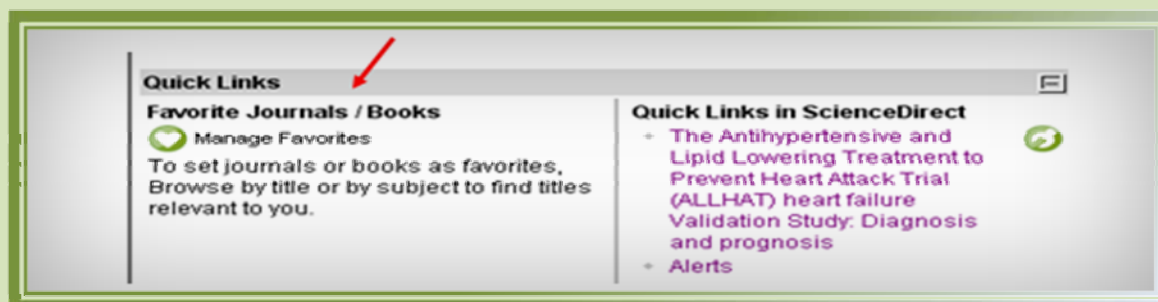 Quick Links
Favorite Journals / Books
Manage Favorites
To set journals or books as favorites,
Browse by title or by subject to find titles
relevant to you.
Quick Links in ScienceDirect
The Antihypertensive and
Lipid Lowering Treatment to
Prevent Heart Attack Trial
(ALLHAT) heart failure
Validation Study: Diagnosis
and prognosis
Alerts